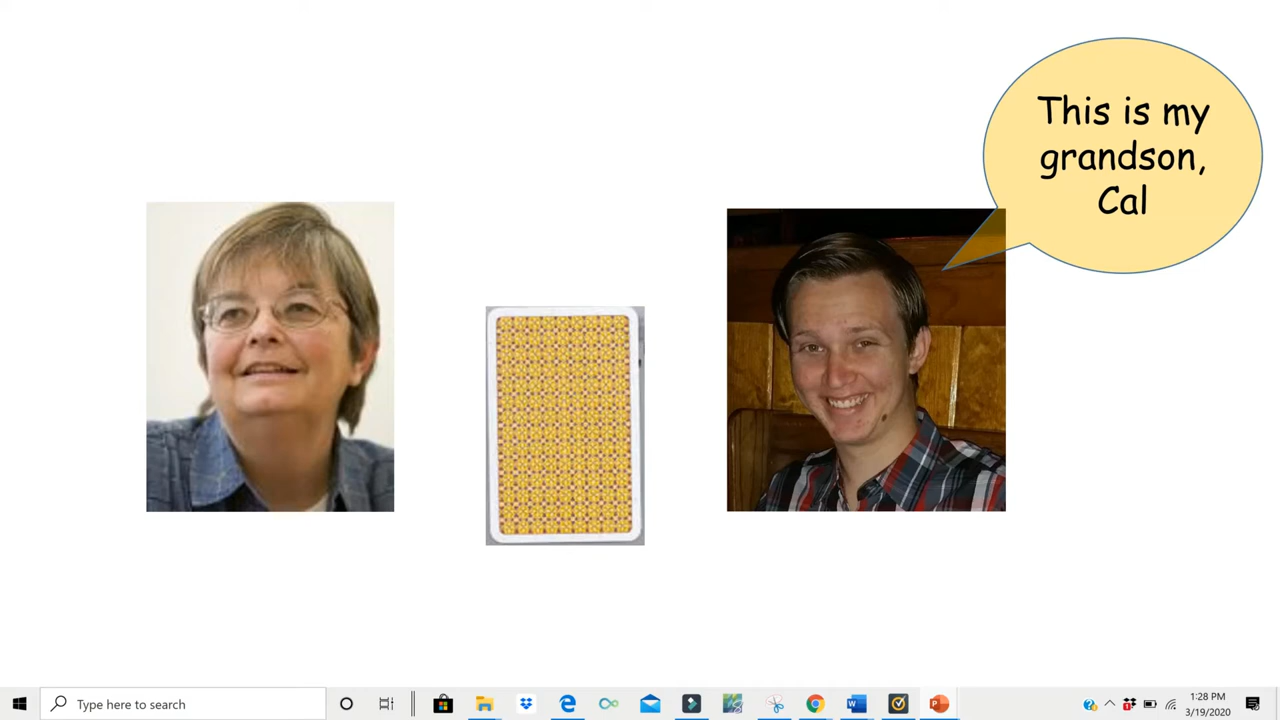 This is my
grandson,
Cal
Type here to search
1:28 PM
3/19/2020